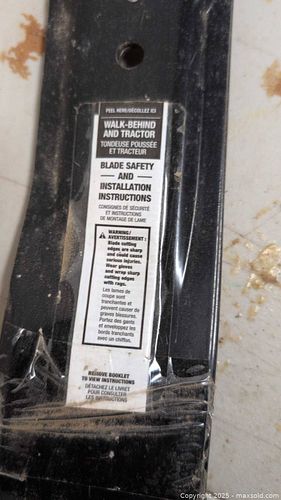 PEEL HERE/DÉCOLLEZ ICI
WALK-BEHIND
AND TRACTOR
TONDEUSE POUSSÉE
ET TRACTEUR
BLADE SAFETY
— AND —
INSTALLATION
INSTRUCTIONS
CONSIGNES DE SÉCURITÉ
ET INSTRUCTIONS
DE MONTAGE DE LAME
WARNING/
AVERTISSEMENT :
Blade cutting
edges are sharp
and could cause
serious injuries.
Wear gloves
and wrap sharp
cutting edges
with rags.
Les lames de
coupe sont
tranchantes et
peuvent causer de
graves blessures.
Portez des gants
et enveloppez les
bords tranchants
avec un chiffon.
REMOVE BOOKLET
TO VIEW INSTRUCTIONS
DÉTACHEZ LE LIVRET
POUR CONSULTER
LES INSTRUCTIONS
Copyright © 2025 - maxsold.com